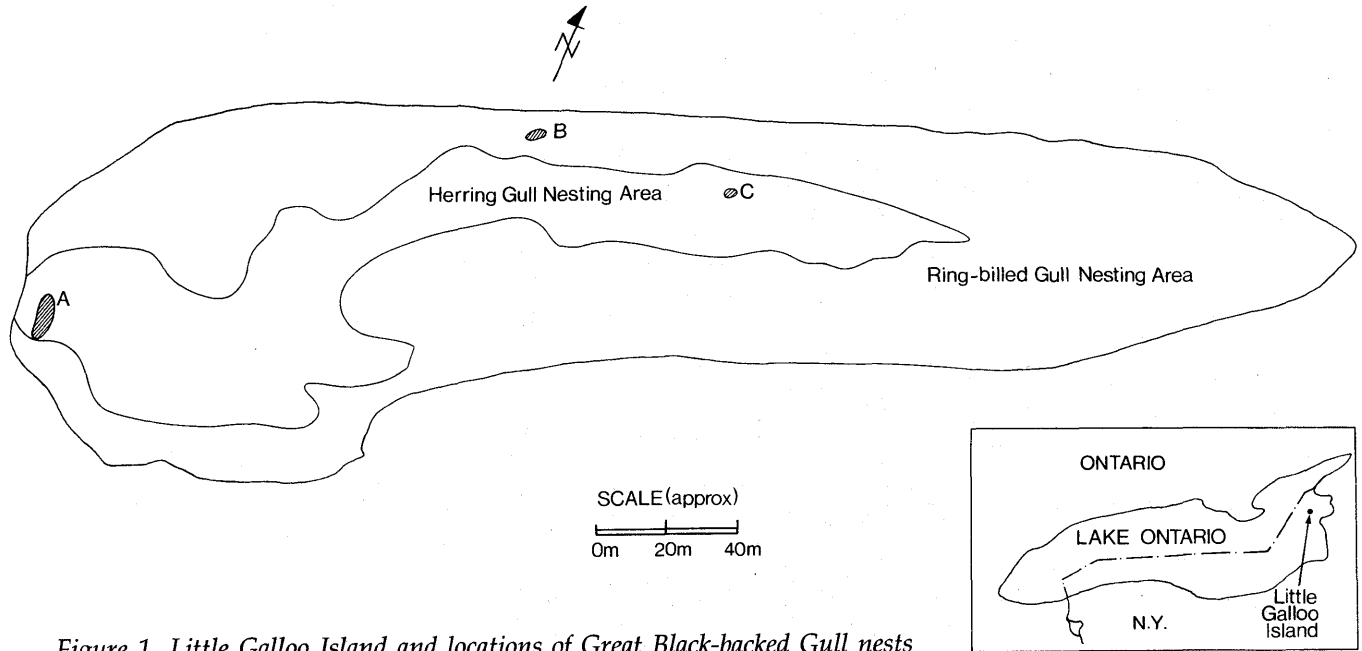 N
B
Herring Gull Nesting Area
C
Ring-billed Gull Nesting Area
A
SCALE (approx)
0m 20m 40m
ONTARIO
LAKE ONTARIO
Little
Galloo
Island
N.Y.
Figure 1. Little Galloo Island and locations of Great Black-backed Gull nests